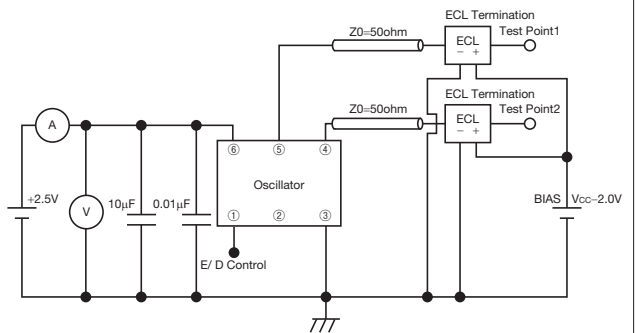 ECL Termination
Z0=50ohm
ECL
− +
Test Point1
ECL Termination
Z0=50ohm
ECL
− +
Test Point2
A
⑥ ⑤ ④
+2.5V
V
10µF
0.01µF
Oscillator
① ② ③
BIAS
Vcc−2.0V
E/ D Control